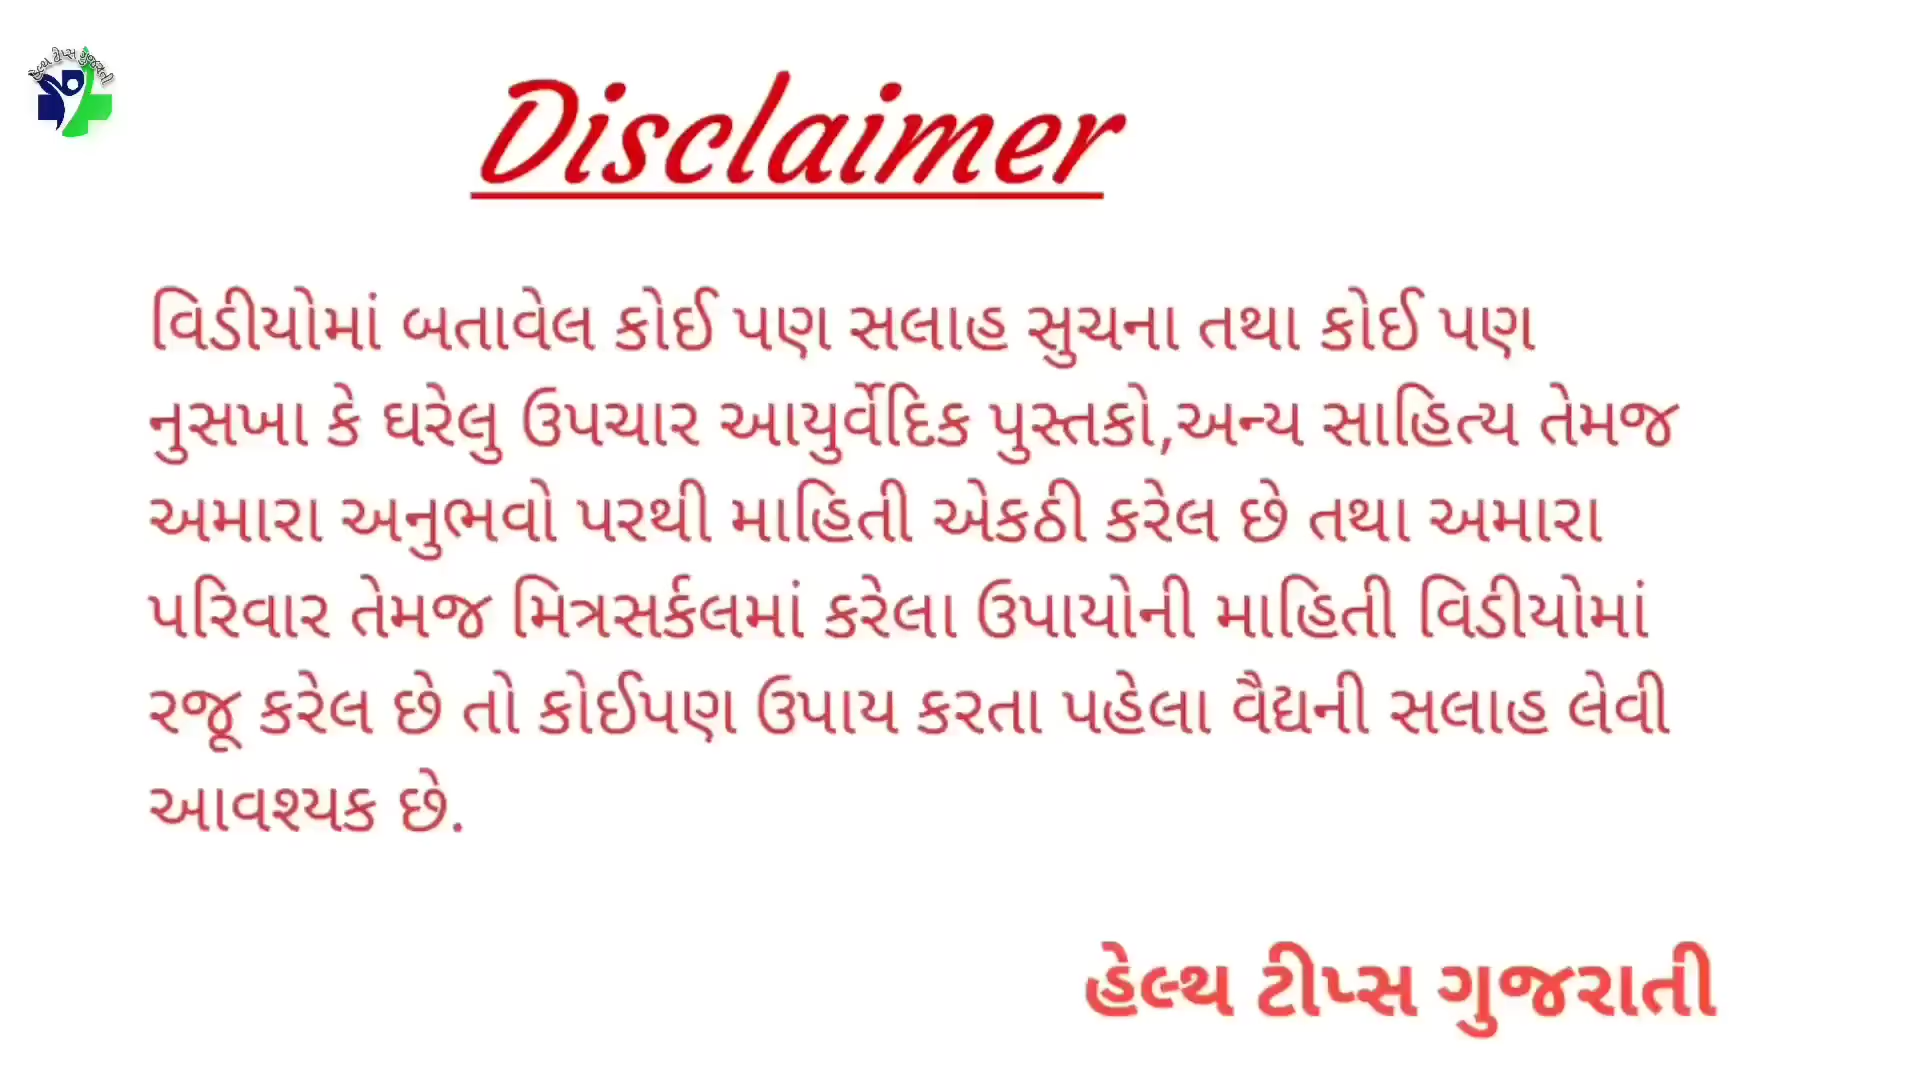 હેલ્થ ટીપ્સ ગુજરાતી
Disclaimer
વિડીયોમાં બતાવેલ કોઈ પણ સલાહ સુચના તથા કોઈ પણ
નુસખા કે ઘરેલુ ઉપચાર આયુર્વેદિક પુસ્તકો,અન્ય સાહિત્ય તેમજ
અમારા અનુભવો પરથી માહિતી એકઠી કરેલ છે તથા અમારા
પરિવાર તેમજ મિત્રસર્કલમાં કરેલા ઉપાયોની માહિતી વિડીયોમાં
રજૂ કરેલ છે તો કોઈપણ ઉપાય કરતા પહેલા વૈદ્યની સલાહ લેવી
આવશ્યક છે.
હેલ્થ ટીપ્સ ગુજરાતી